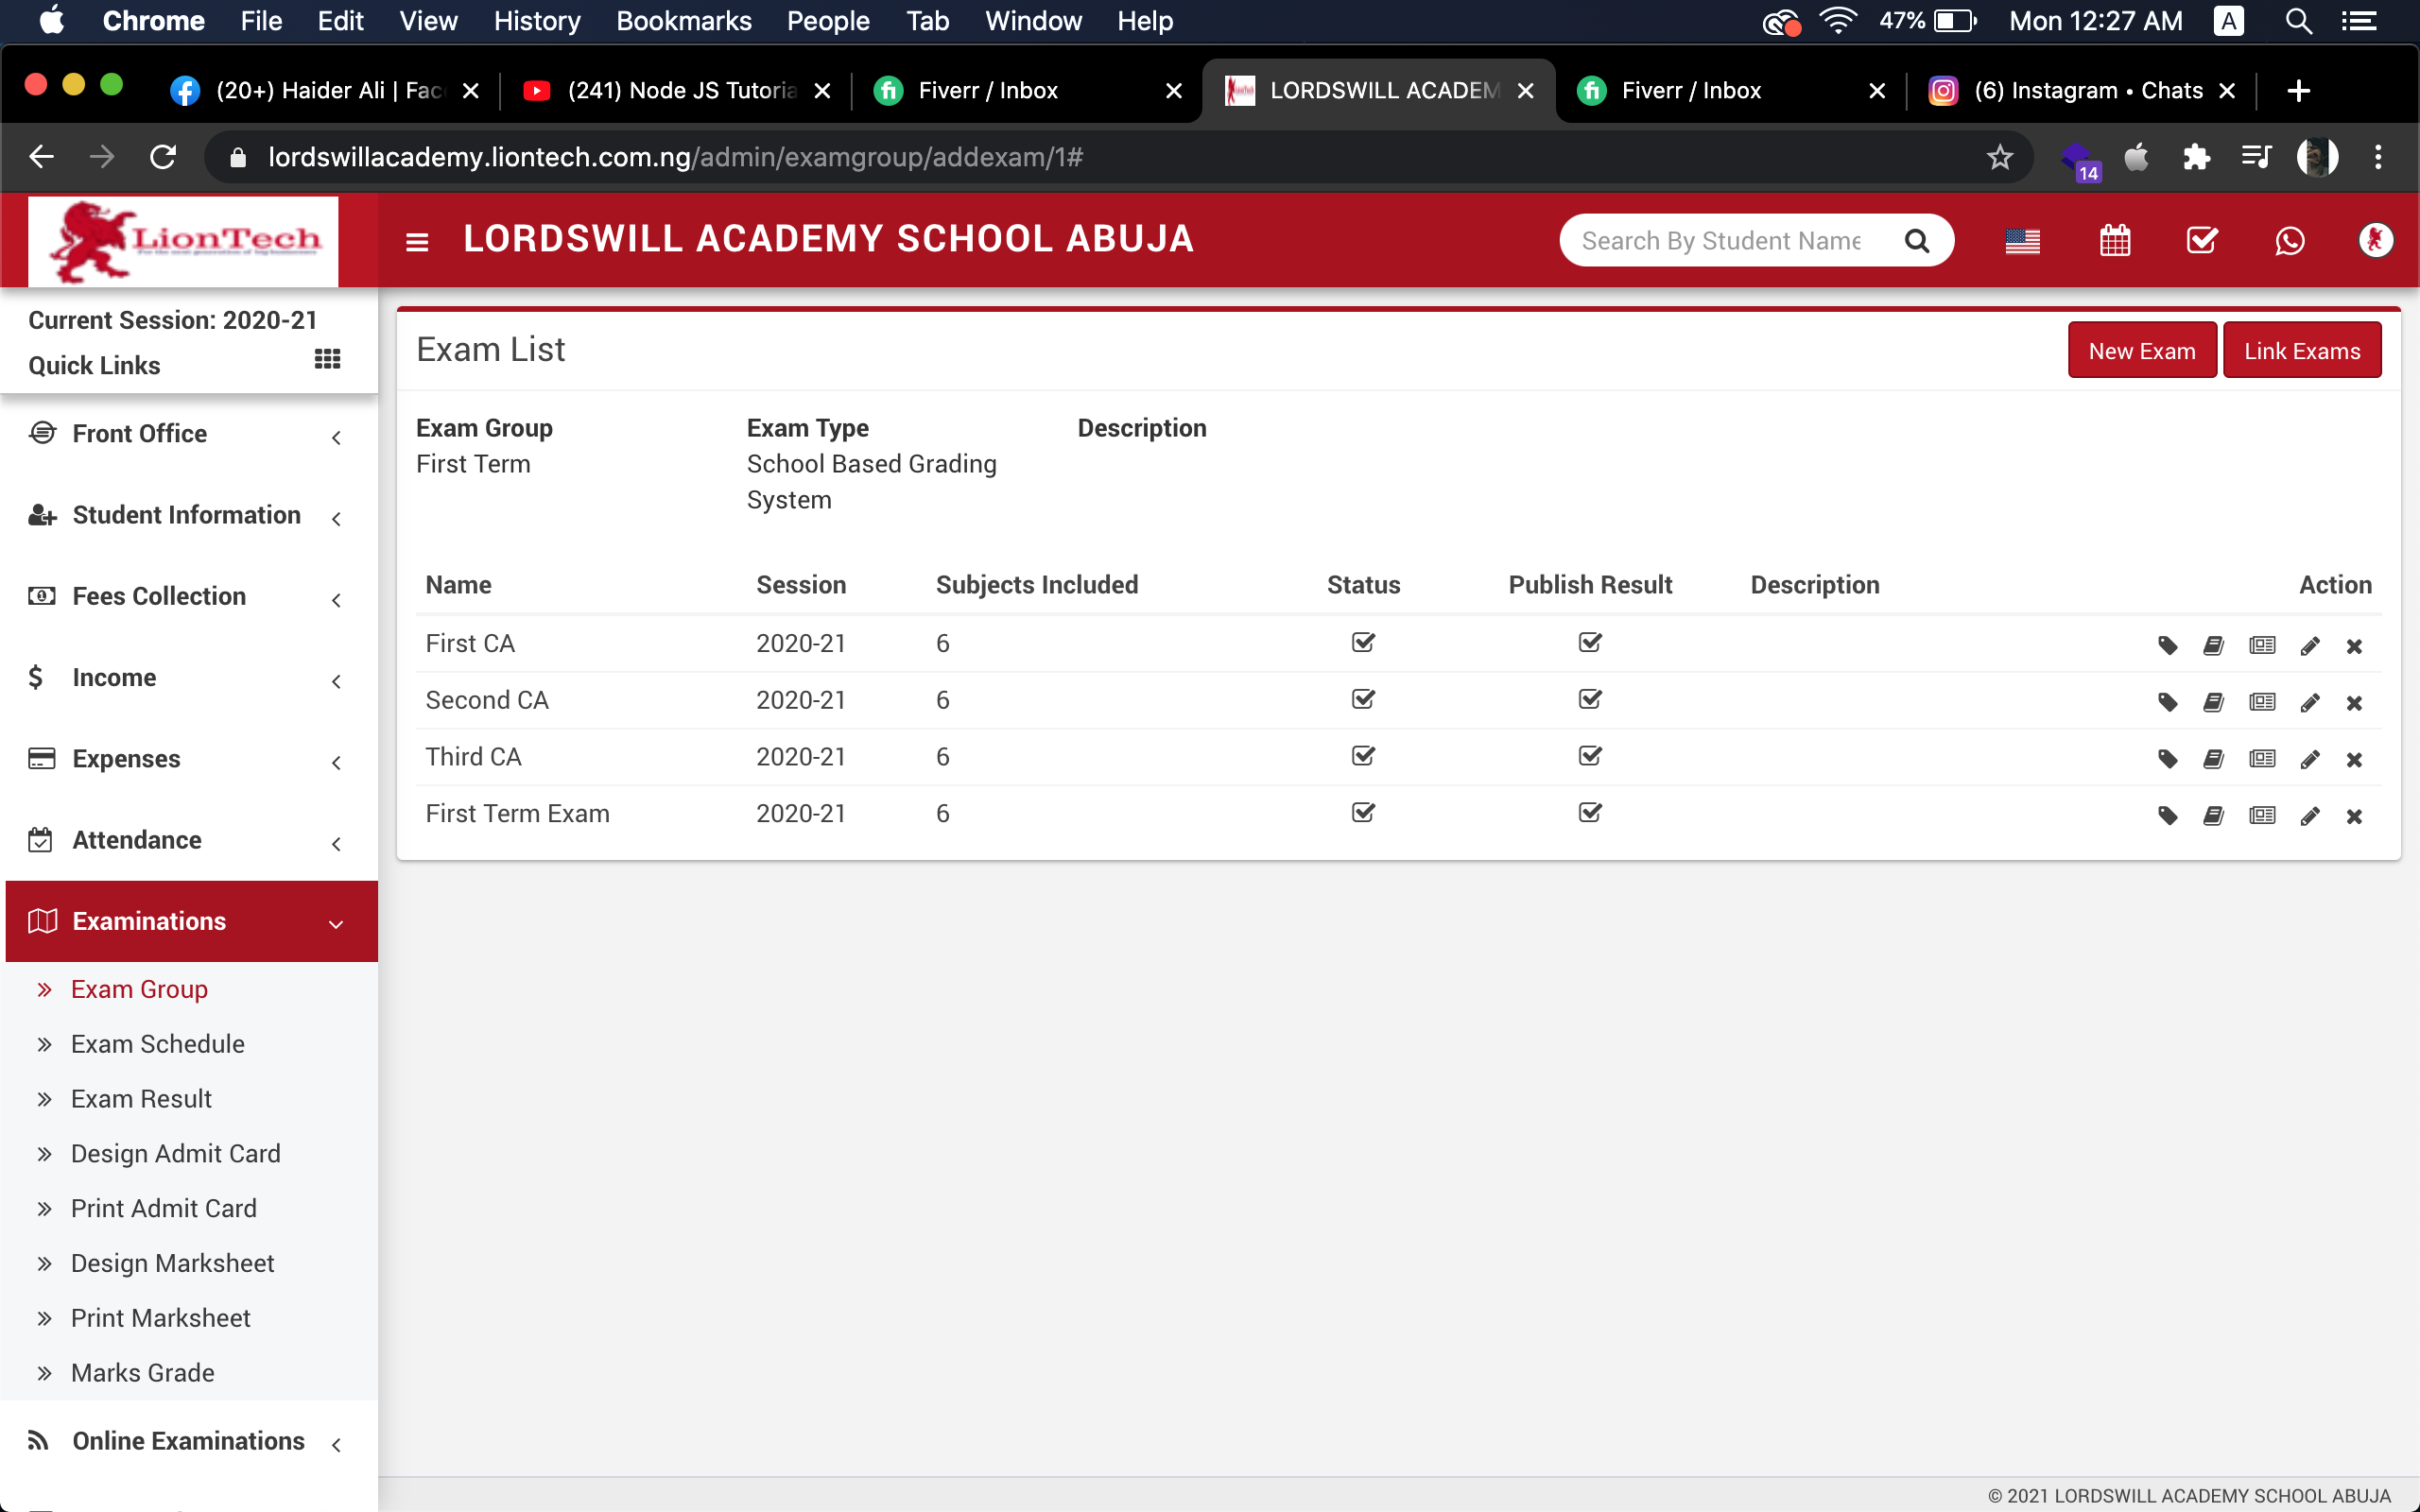 Chrome File Edit View History Bookmarks People Tab Window Help 47% Mon 12:27 AM A
(20+) Haider Ali | Fac (241) Node JS Tutoria Fiverr / Inbox LORDSWILL ACADEM Fiverr / Inbox (6) Instagram • Chats
lordswillacademy.liontech.com.ng/admin/examgroup/addexam/1# 14
LionTech LORDSWILL ACADEMY SCHOOL ABUJA Search By Student Name
Current Session: 2020-21
Quick Links
Front Office
Student Information
Fees Collection
Income
Expenses
Attendance
Examinations
Exam Group
Exam Schedule
Exam Result
Design Admit Card
Print Admit Card
Design Marksheet
Print Marksheet
Marks Grade
Online Examinations
Exam List New Exam Link Exams
Exam Group Exam Type Description
First Term School Based Grading
System
Name Session Subjects Included Status Publish Result Description Action
First CA 2020-21 6
Second CA 2020-21 6
Third CA 2020-21 6
First Term Exam 2020-21 6
© 2021 LORDSWILL ACADEMY SCHOOL ABUJA